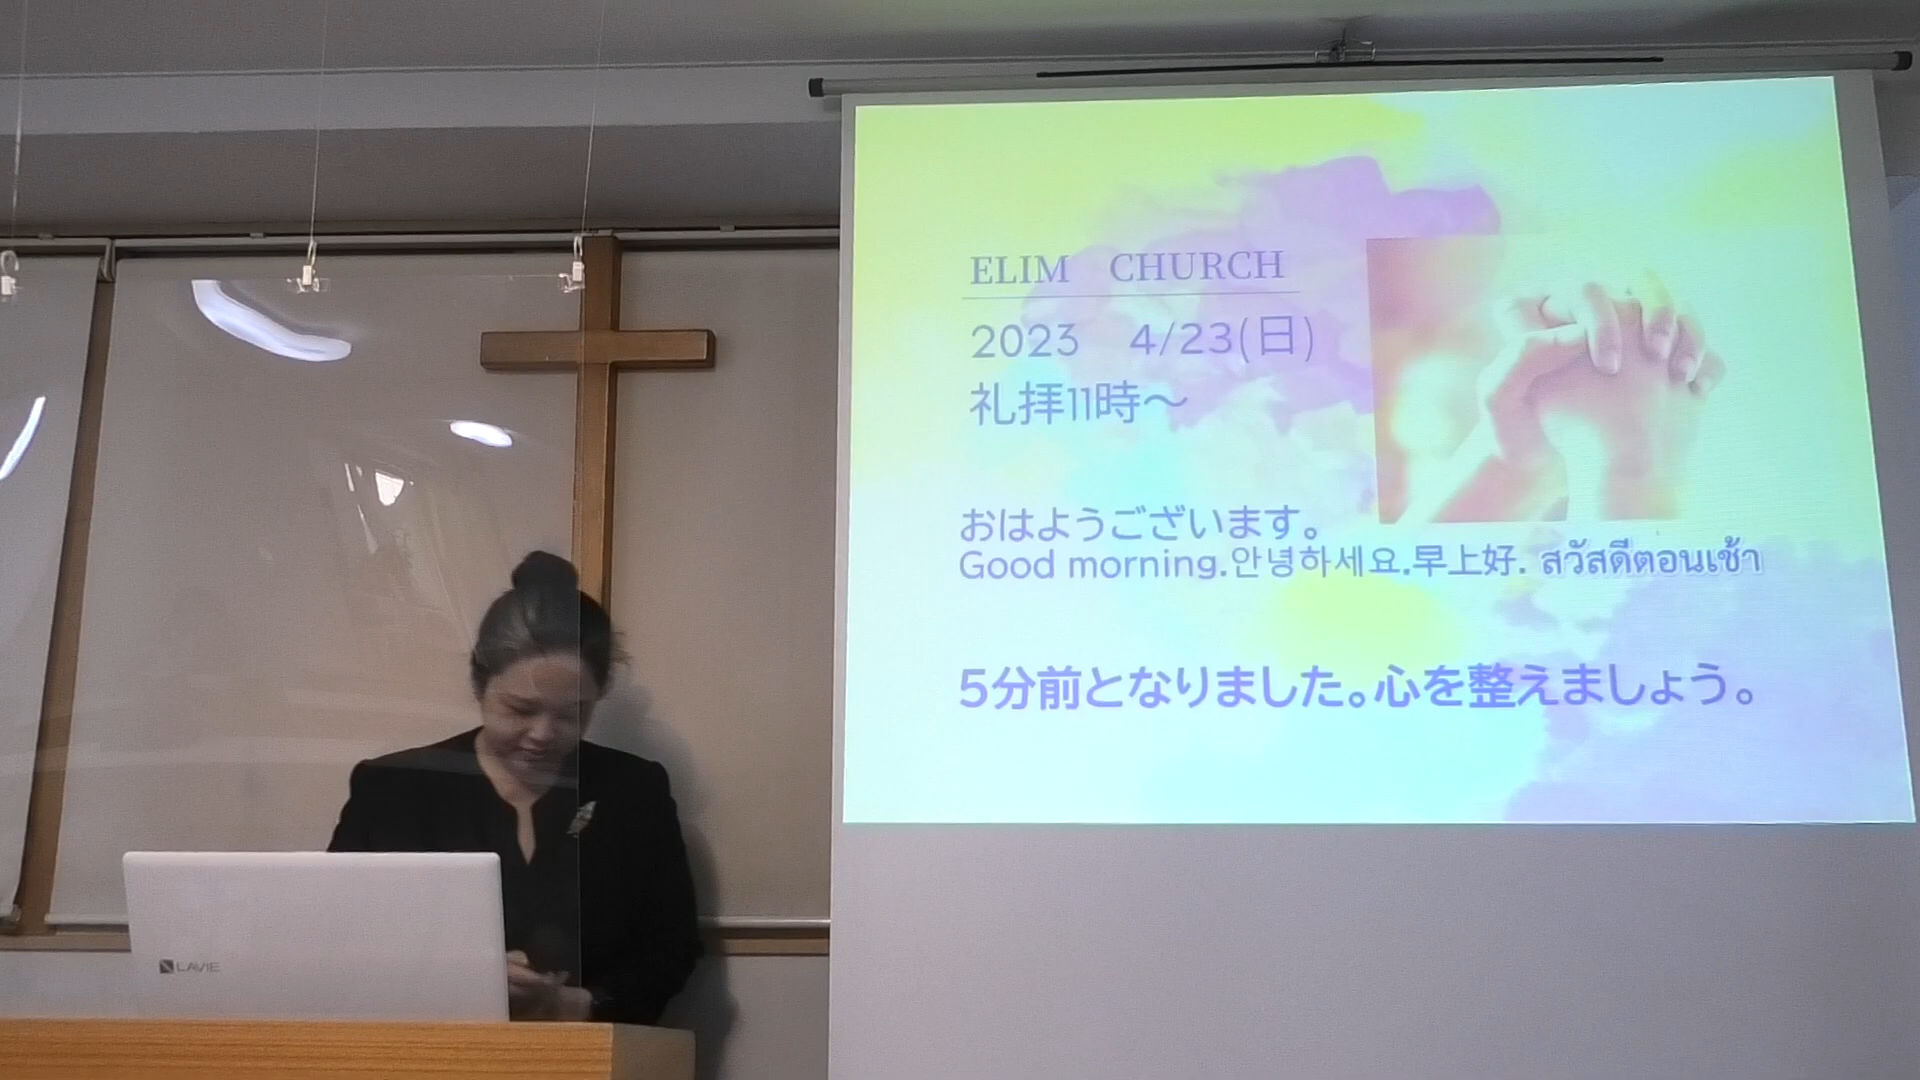 ELIM CHURCH
2023 4/23(日)
礼拝11時～
おはようございます。
Good morning.안녕하세요.早上好. สวัสดีตอนเช้า
5分前となりました。心を整えましょう。
LAVIE